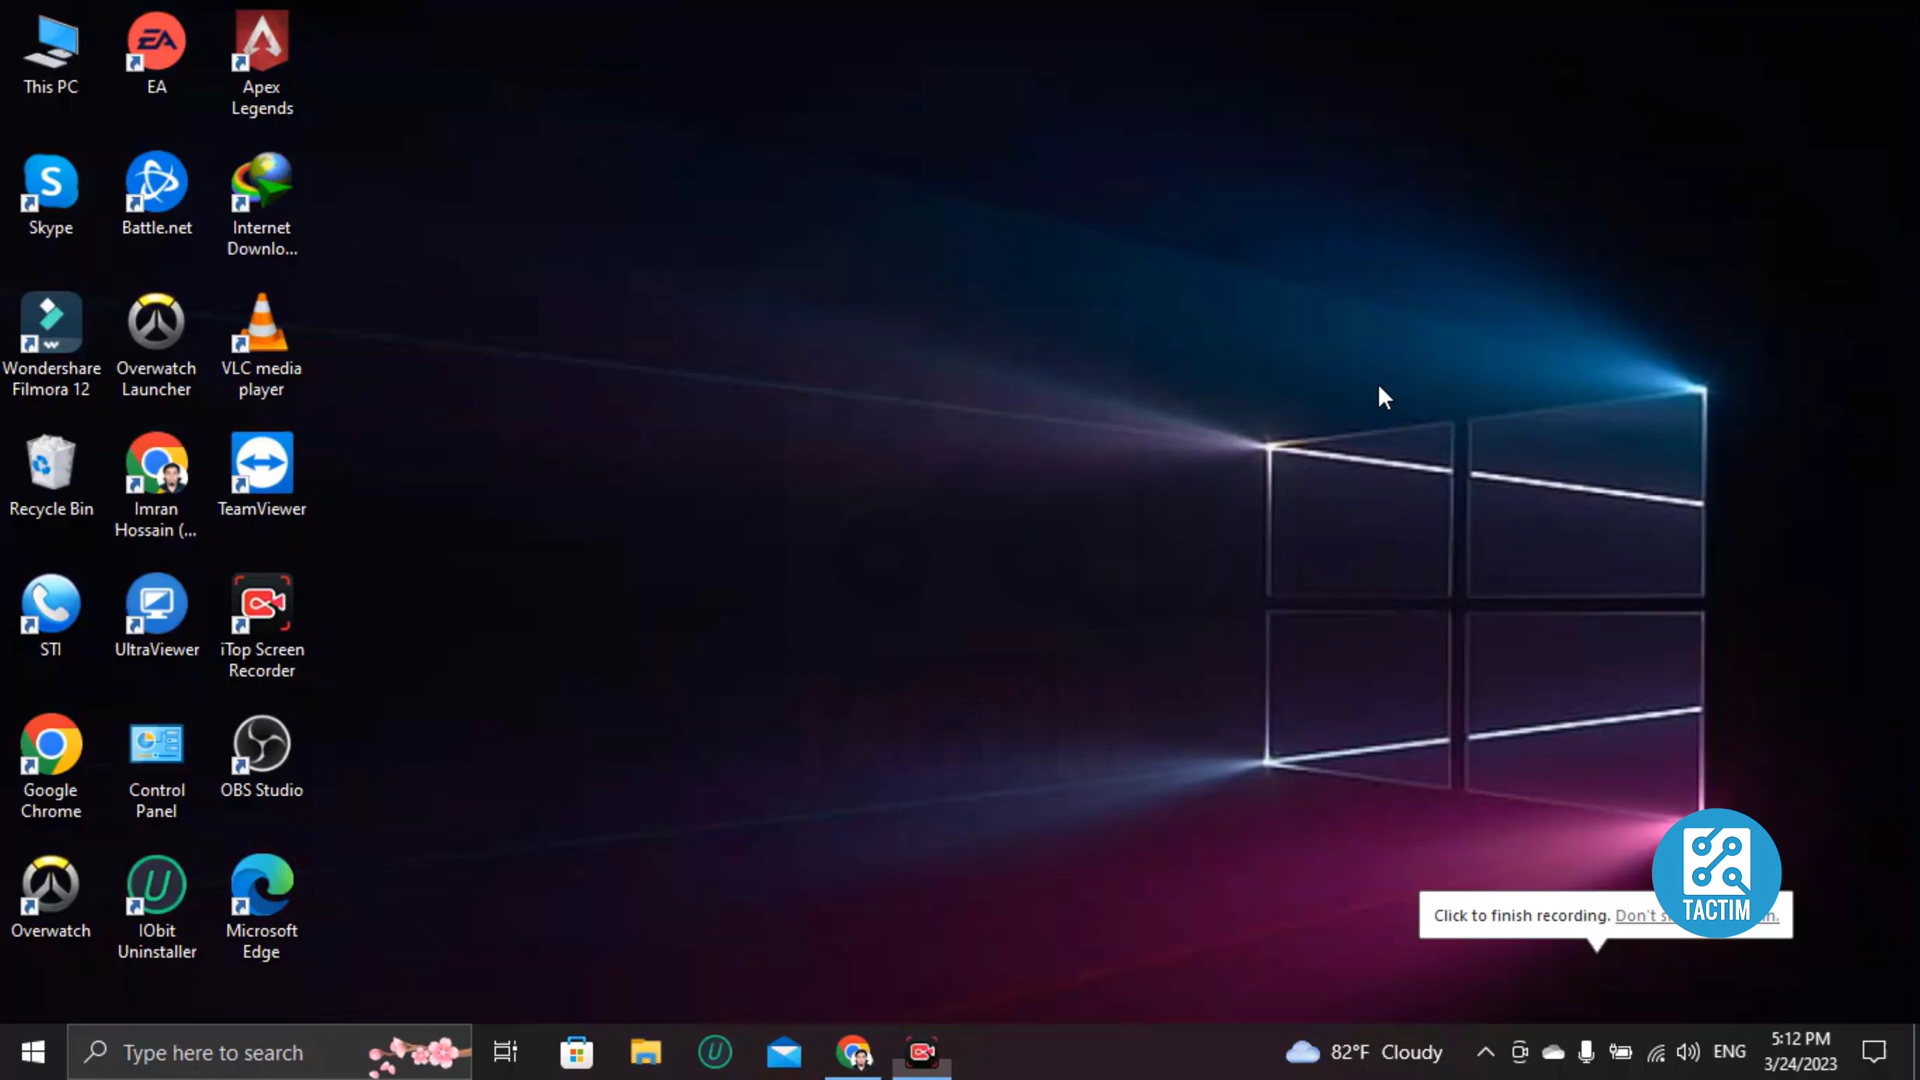 This PC
EA
Apex
Legends
Skype
Battle.net
Internet
Downlo...
Wondershare
Filmora 12
Overwatch
Launcher
VLC media
player
Recycle Bin
Imran
Hossain (...
TeamViewer
STI
UltraViewer
iTop Screen
Recorder
Google
Chrome
Control
Panel
OBS Studio
Overwatch
IObit
Uninstaller
Microsoft
Edge
Click to finish recording. Don't
TACTIM
Type here to search
82°F Cloudy
ENG
5:12 PM
3/24/2023